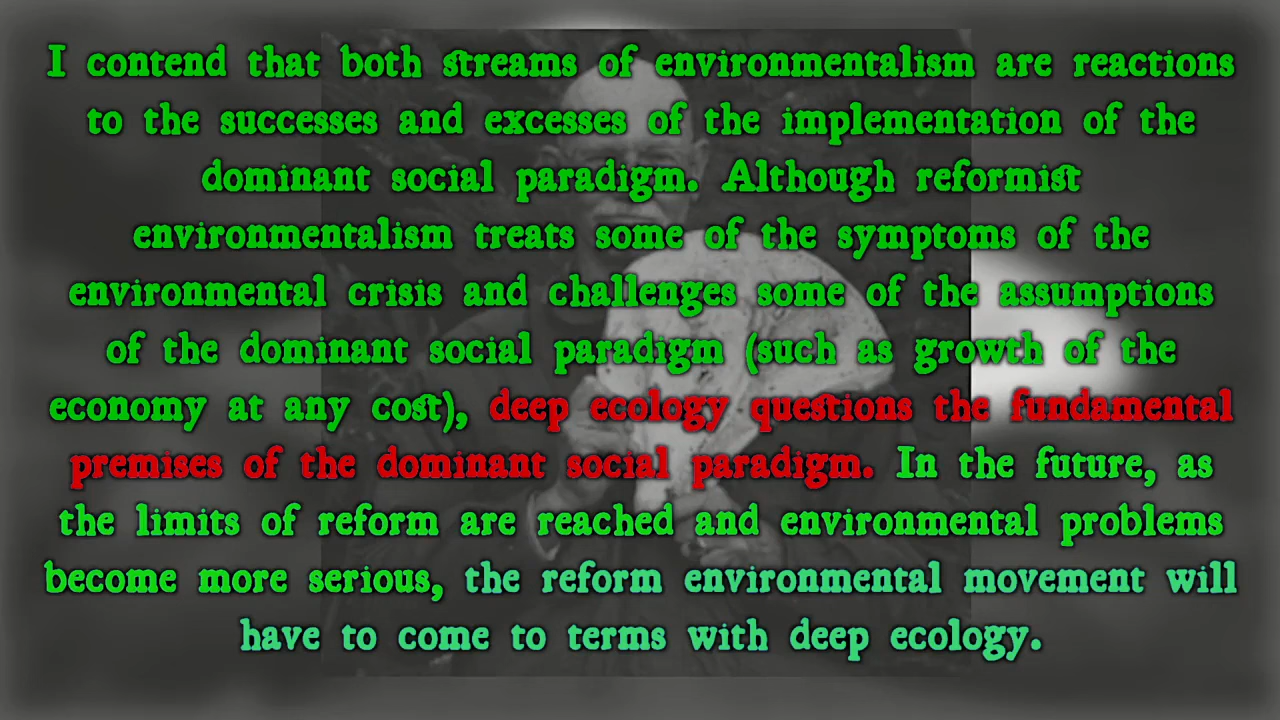 I contend that both streams of environmentalism are reactions
to the successes and excesses of the implementation of the
dominant social paradigm. Although reformist
environmentalism treats some of the symptoms of the
environmental crisis and challenges some of the assumptions
of the dominant social paradigm (such as growth of the
economy at any cost), deep ecology questions the fundamental
premises of the dominant social paradigm. In the future, as
the limits of reform are reached and environmental problems
become more serious, the reform environmental movement will
have to come to terms with deep ecology.